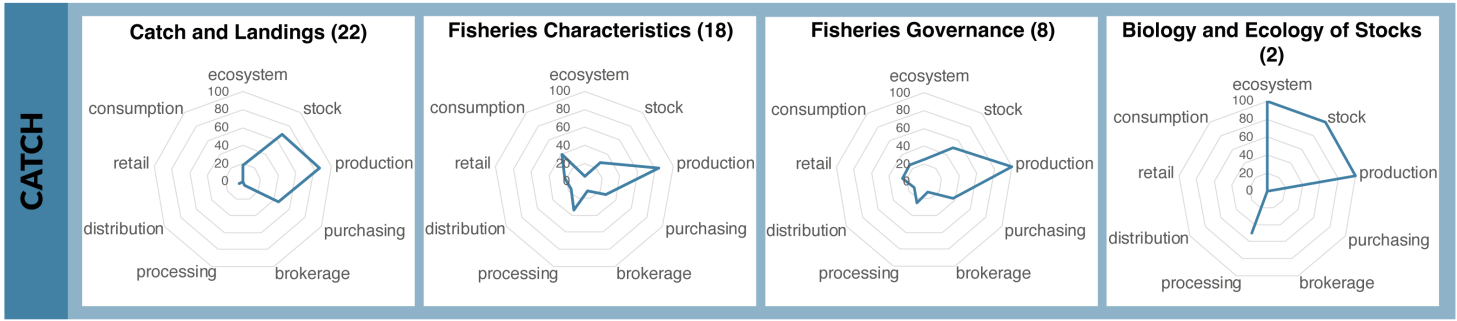 CATCH
Catch and Landings (22)
ecosystem
100
80
60
40
20
0
stock
production
purchasing
brokerage
processing
distribution
retail
consumption
Fisheries Characteristics (18)
ecosystem
100
80
60
40
20
0
stock
production
purchasing
brokerage
processing
distribution
retail
consumption
Fisheries Governance (8)
ecosystem
100
80
60
40
20
0
stock
production
purchasing
brokerage
processing
distribution
retail
consumption
Biology and Ecology of Stocks
(2)
ecosystem
100
80
60
40
20
0
stock
production
purchasing
brokerage
processing
distribution
retail
consumption